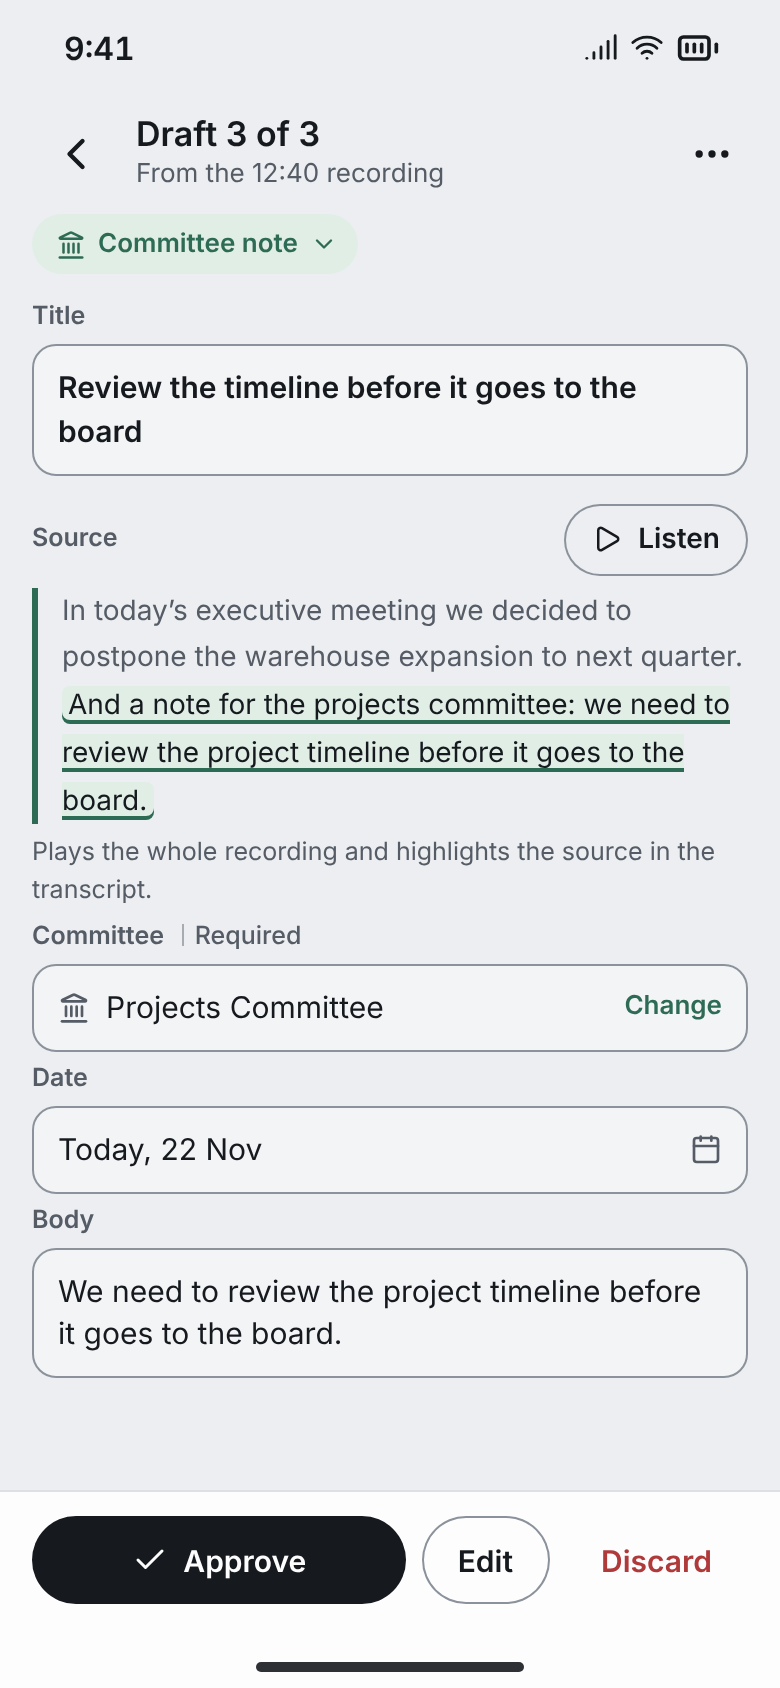 9:41
Draft 3 of 3
From the 12:40 recording
Committee note
Title
Review the timeline before it goes to the
board
Source
Listen
In today’s executive meeting we decided to
postpone the warehouse expansion to next quarter.
And a note for the projects committee: we need to
review the project timeline before it goes to the
board.
Plays the whole recording and highlights the source in the
transcript.
Committee | Required
Projects Committee
Change
Date
Today, 22 Nov
Body
We need to review the project timeline before
it goes to the board.
Approve
Edit
Discard